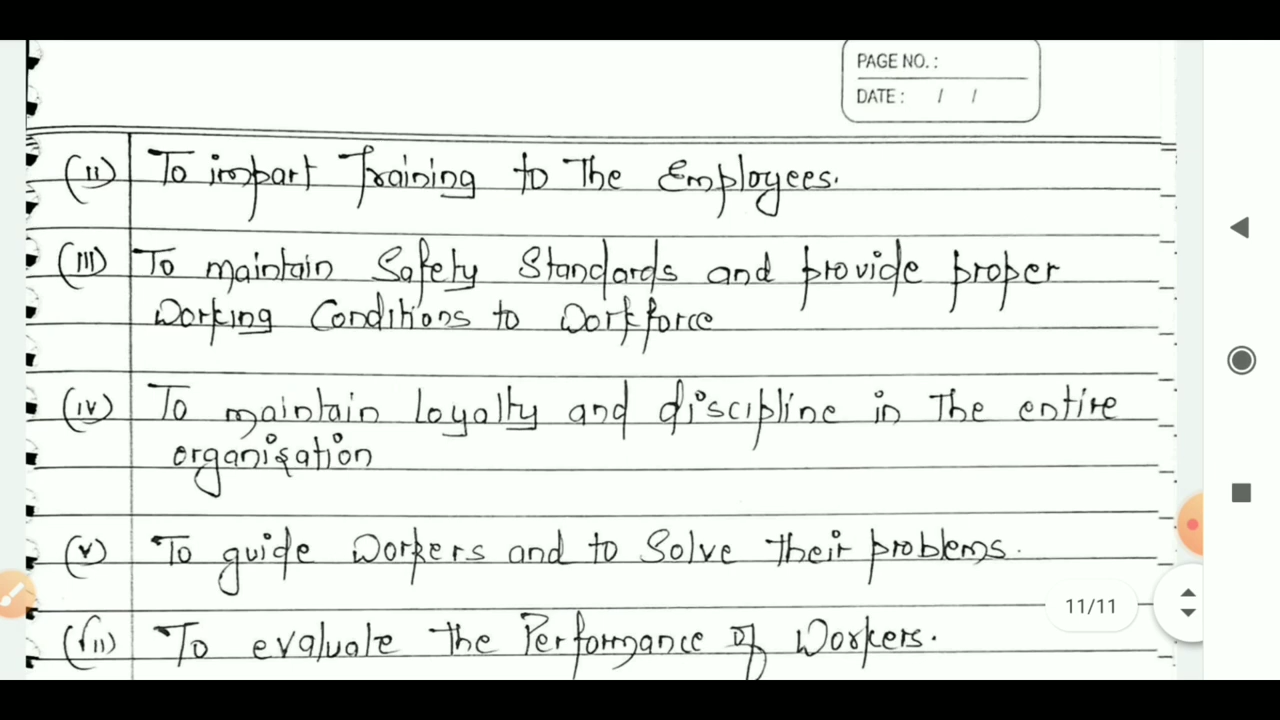 PAGE NO. :
DATE : / /
(ii) To impart Training to The Employees.
(iii) To maintain Safety Standards and provide proper
Working Conditions to Workforce
(iv) To maintain Loyalty and discipline in The entire
organisation
(v) To guide Workers and to Solve their problems.
(vii) To evaluate the Performance of Workers.
11/11